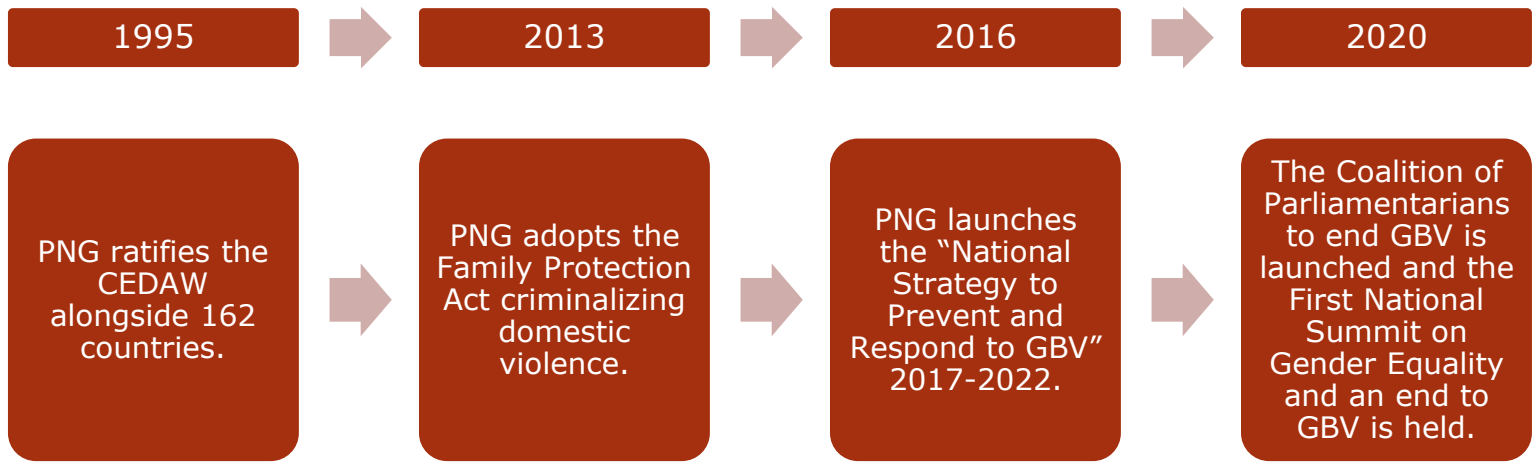 1995
2013
2016
2020
PNG ratifies the
CEDAW
alongside 162
countries.
PNG adopts the
Family Protection
Act criminalizing
domestic
violence.
PNG launches
the “National
Strategy to
Prevent and
Respond to GBV”
2017-2022.
The Coalition of
Parliamentarians
to end GBV is
launched and the
First National
Summit on
Gender Equality
and an end to
GBV is held.